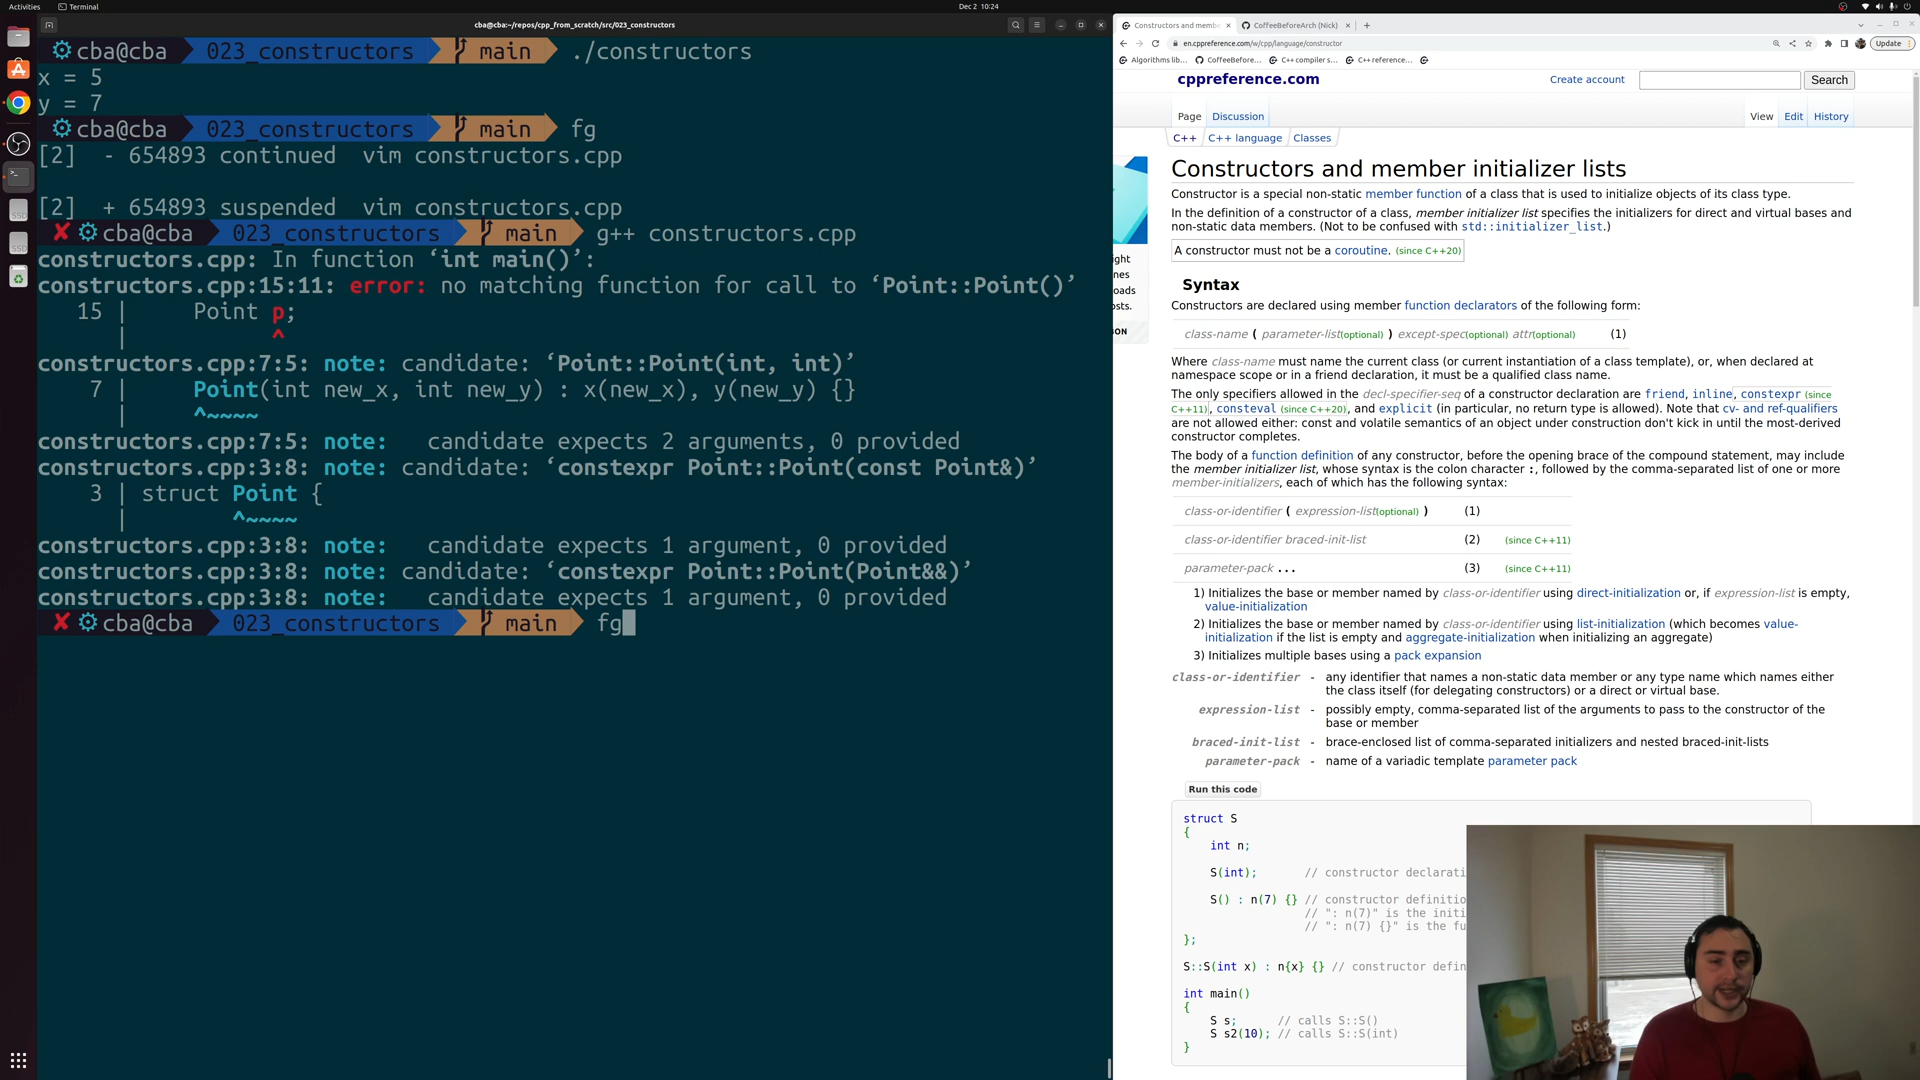 Activities
Terminal
Dec 2 10:24
cba@cba:~/repos/cpp_from_scratch/src/023_constructors
cba@cba 023_constructors main ./constructors
x = 5
y = 7
cba@cba 023_constructors main fg
[2]  - 654893 continued  vim constructors.cpp
[2]  + 654893 suspended  vim constructors.cpp
✘ cba@cba 023_constructors main g++ constructors.cpp
constructors.cpp: In function ‘int main()’:
constructors.cpp:15:11: error: no matching function for call to ‘Point::Point()’
15 |     Point p;
|           ^
constructors.cpp:7:5: note: candidate: ‘Point::Point(int, int)’
7 |     Point(int new_x, int new_y) : x(new_x), y(new_y) {}
|     ^~~~~
constructors.cpp:7:5: note:   candidate expects 2 arguments, 0 provided
constructors.cpp:3:8: note: candidate: ‘constexpr Point::Point(const Point&)’
3 | struct Point {
|        ^~~~~
constructors.cpp:3:8: note:   candidate expects 1 argument, 0 provided
constructors.cpp:3:8: note: candidate: ‘constexpr Point::Point(Point&&)’
constructors.cpp:3:8: note:   candidate expects 1 argument, 0 provided
✘ cba@cba 023_constructors main fg
SSD
SSD
Constructors and membe
CoffeeBeforeArch (Nick)
en.cppreference.com/w/cpp/language/constructor
Update
Algorithms lib...
CoffeeBefore...
C++ compiler s...
C++ reference...
cppreference.com
Create account
Search
Page
Discussion
View
Edit
History
C++
C++ language
Classes
Constructors and member initializer lists
Constructor is a special non-static member function of a class that is used to initialize objects of its class type.
In the definition of a constructor of a class, member initializer list specifies the initializers for direct and virtual bases and
non-static data members. (Not to be confused with std::initializer_list.)
A constructor must not be a coroutine. (since C++20)
ight
nes
oads
osts.
ON
Syntax
Constructors are declared using member function declarators of the following form:
class-name ( parameter-list(optional) ) except-spec(optional) attr(optional) (1)
Where class-name must name the current class (or current instantiation of a class template), or, when declared at
namespace scope or in a friend declaration, it must be a qualified class name.
The only specifiers allowed in the decl-specifier-seq of a constructor declaration are friend, inline, constexpr (since
C++11), consteval (since C++20), and explicit (in particular, no return type is allowed). Note that cv- and ref-qualifiers
are not allowed either: const and volatile semantics of an object under construction don't kick in until the most-derived
constructor completes.
The body of a function definition of any constructor, before the opening brace of the compound statement, may include
the member initializer list, whose syntax is the colon character :, followed by the comma-separated list of one or more
member-initializers, each of which has the following syntax:
class-or-identifier ( expression-list(optional) ) (1)
class-or-identifier braced-init-list (2) (since C++11)
parameter-pack ... (3) (since C++11)
1) Initializes the base or member named by class-or-identifier using direct-initialization or, if expression-list is empty,
value-initialization
2) Initializes the base or member named by class-or-identifier using list-initialization (which becomes value-
initialization if the list is empty and aggregate-initialization when initializing an aggregate)
3) Initializes multiple bases using a pack expansion
class-or-identifier - any identifier that names a non-static data member or any type name which names either
the class itself (for delegating constructors) or a direct or virtual base.
expression-list - possibly empty, comma-separated list of the arguments to pass to the constructor of the
base or member
braced-init-list - brace-enclosed list of comma-separated initializers and nested braced-init-lists
parameter-pack - name of a variadic template parameter pack
Run this code
struct S
{
int n;
S(int);       // constructor declarati
S() : n(7) {} // constructor definitio
// ": n(7)" is the initi
// ": n(7) {}" is the fu
};
S::S(int x) : n{x} {} // constructor defin
int main()
{
S s;      // calls S::S()
S s2(10); // calls S::S(int)
}